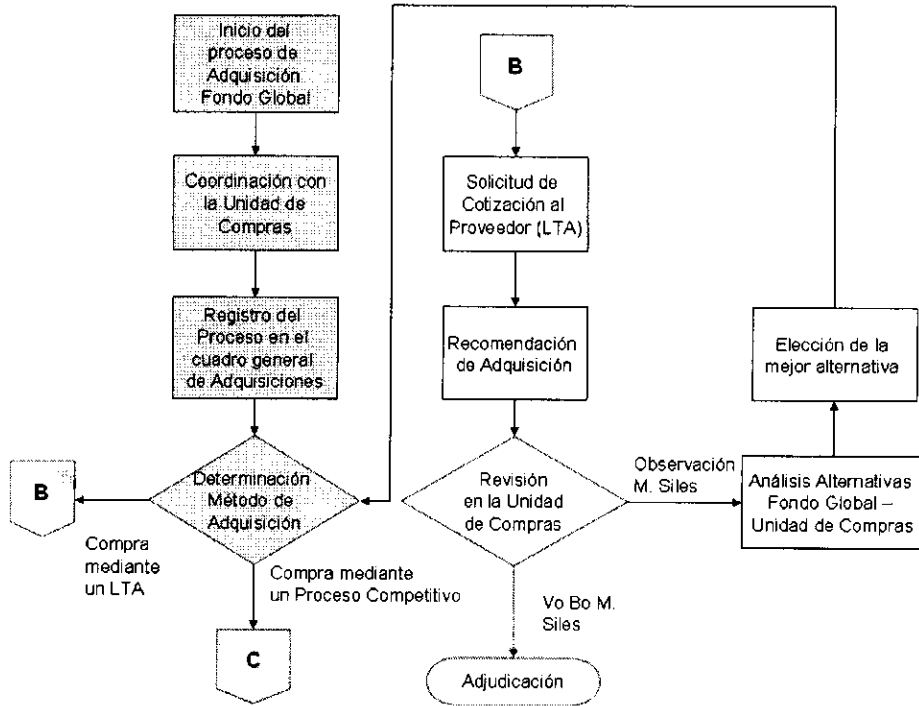 Inicio del
proceso de
Adquisición
Fondo Global
Coordinación con
la Unidad de
Compras
Registro del
Proceso en el
cuadro general
de Adquisiciones
Determinación
Método de
Adquisición
B
Compra
mediante
un LTA
Compra mediante
un Proceso Competitivo
C
B
Solicitud de
Cotización al
Proveedor (LTA)
Recomendación
de Adquisición
Revisión
en la Unidad
de Compras
Observación
M. Siles
Vo Bo M.
Siles
Adjudicación
Análisis Alternativas
Fondo Global –
Unidad de Compras
Elección de la
mejor alternativa